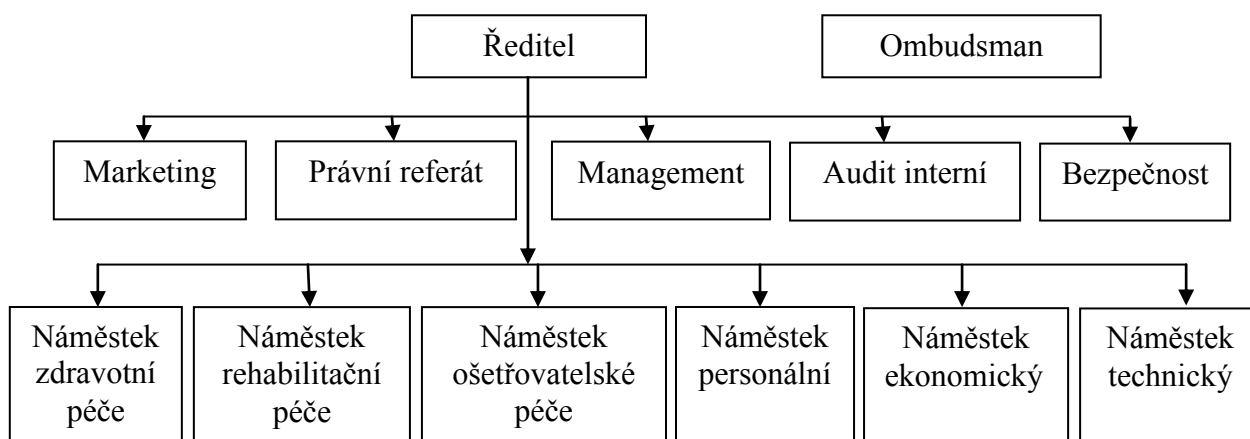 Ředitel
Ombudsman
Marketing
Právní referát
Management
Audit interní
Bezpečnost
Náměstek
zdravotní
péče
Náměstek
rehabilitační
péče
Náměstek
ošetřovatelské
péče
Náměstek
personální
Náměstek
ekonomický
Náměstek
technický